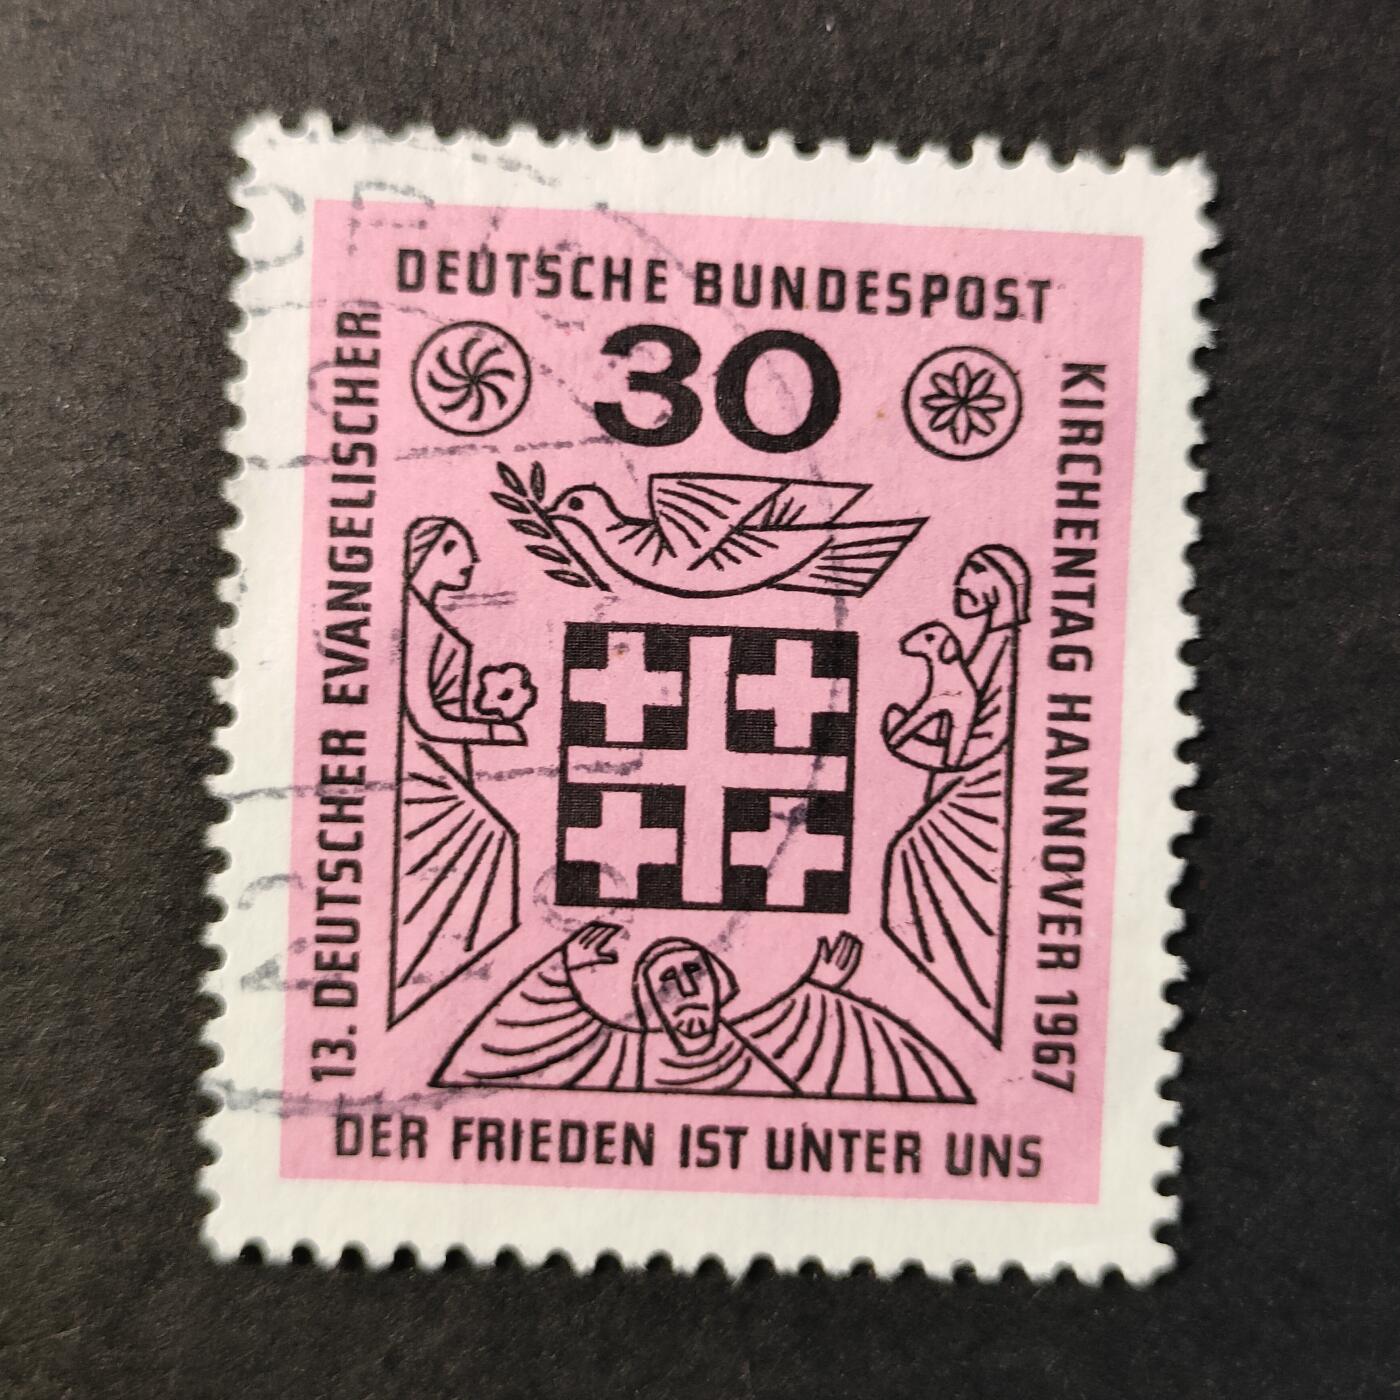 DEUTSCHE BUNDESPOST
30
13. DEUTSCHER EVANGELISCHER
KIRCHENTAG HANNOVER 1967
DER FRIEDEN IST UNTER UNS